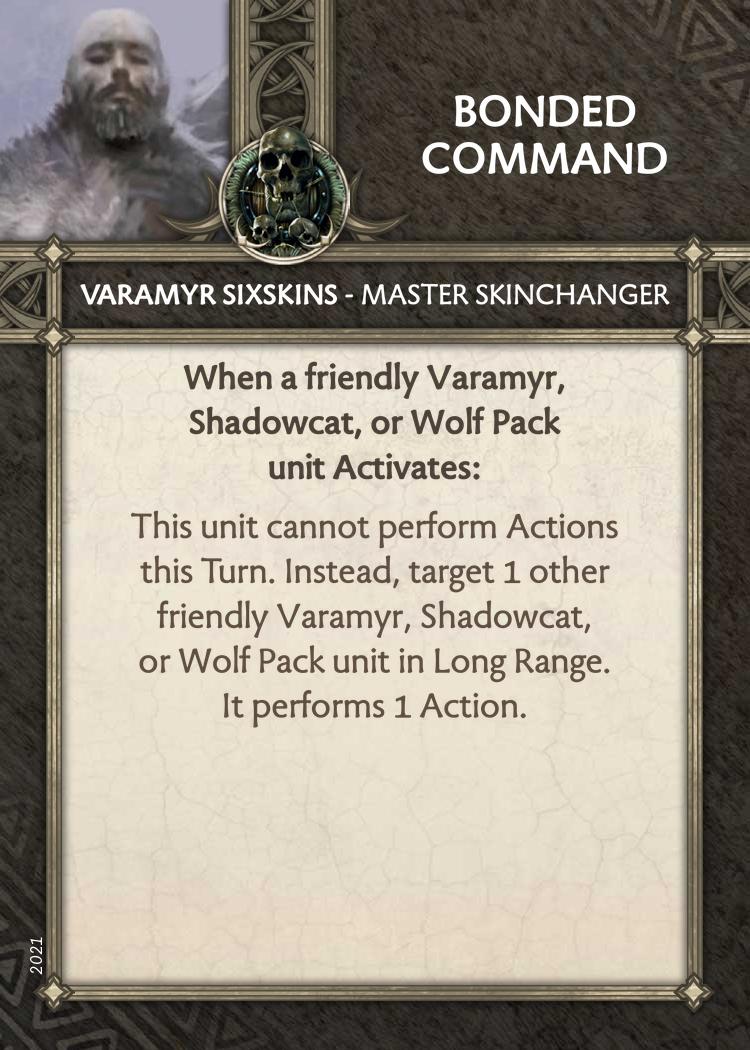 BONDED
COMMAND
VARAMYR SIXSKINS - MASTER SKINCHANGER
When a friendly Varamyr,
Shadowcat, or Wolf Pack
unit Activates:
This unit cannot perform Actions
this Turn. Instead, target 1 other
friendly Varamyr, Shadowcat,
or Wolf Pack unit in Long Range.
It performs 1 Action.
2021